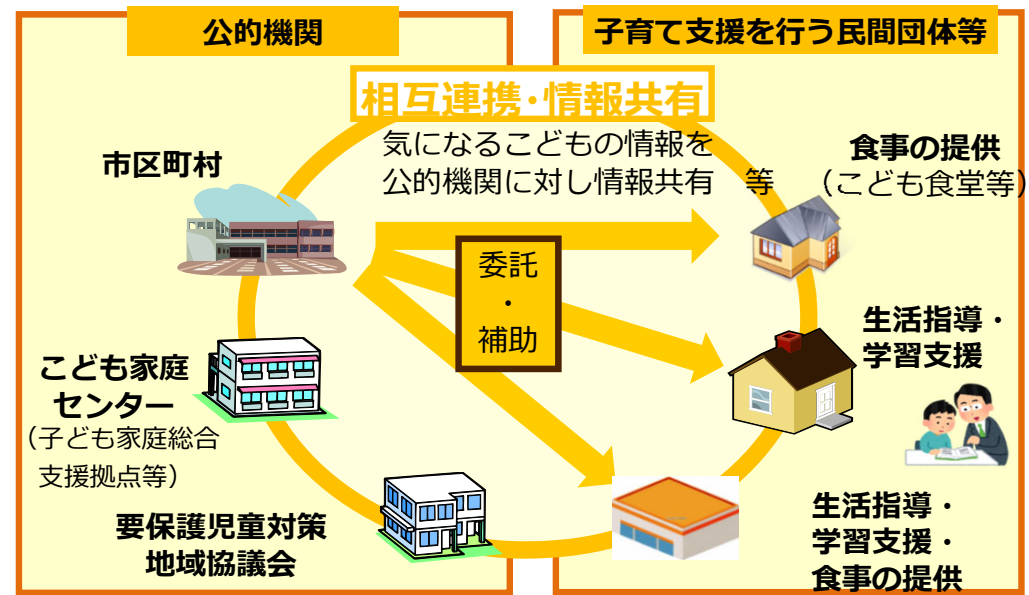 公的機関
子育て支援を行う民間団体等
相互連携・情報共有
気になるこどもの情報を
公的機関に対し情報共有　等
市区町村
食事の提供
（こども食堂等）
委託
・
補助
生活指導・
学習支援
こども家庭
センター
（子ども家庭総合
支援拠点等）
要保護児童対策
地域協議会
生活指導・
学習支援・
食事の提供